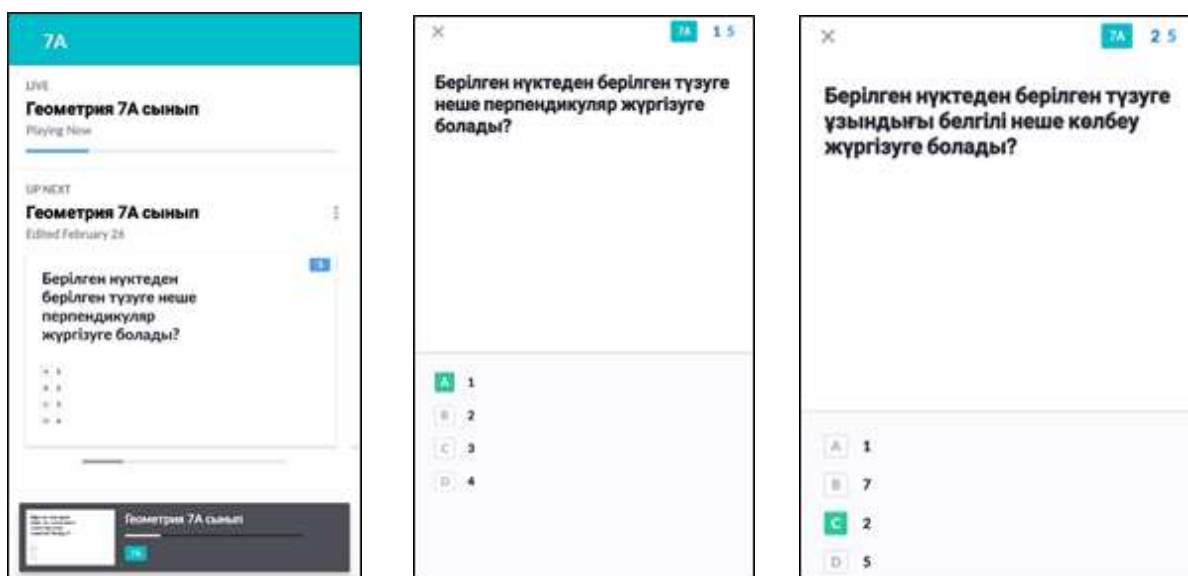 7A
LIVE
Геометрия 7А сынып
Playing Now
UP NEXT
Геометрия 7А сынып
Edited February 26
Берілген нүктеден
берілген түзуге неше
перпендикуляр
жүргізуге болады?
Геометрия 7А сынып
7A
7A 1 5
Берілген нүктеден берілген түзуге
неше перпендикуляр жүргізуге
болады?
A 1
B 2
C 3
D 4
7A 2 5
Берілген нүктеден берілген түзуге
ұзындығы белгілі неше көлбеу
жүргізуге болады?
A 1
B 7
C 2
D 5